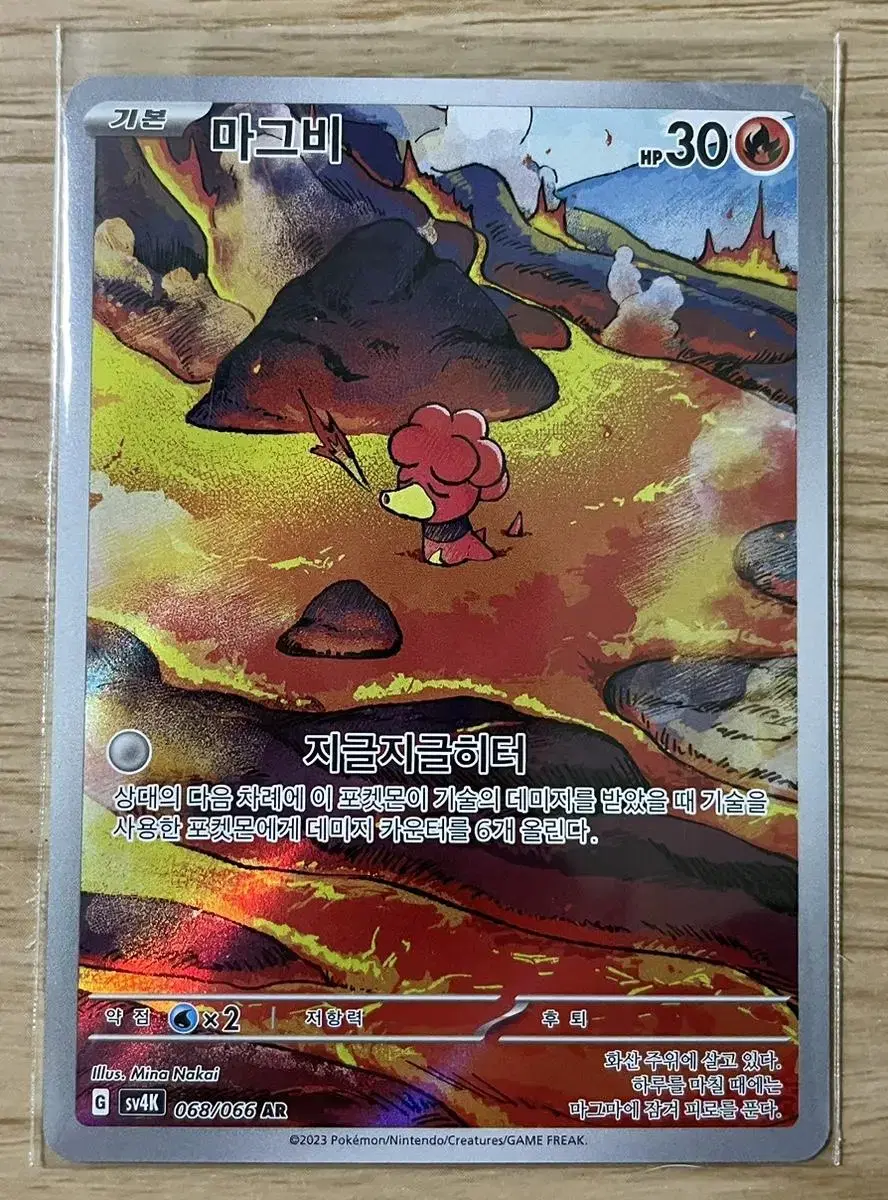 기본
마그비
HP30
지글지글히터
상대의 다음 차례에 이 포켓몬이 기술의 데미지를 받았을 때 기술을
사용한 포켓몬에게 데미지 카운터를 6개 올린다.
약점 ×2 저항력 후퇴
화산 주위에 살고 있다.
하루를 마칠 때에는
마그마에 잠겨 피로를 푼다.
Illus. Mina Nakai
G sv4K 068/066 AR
©2023 Pokémon/Nintendo/Creatures/GAME FREAK.